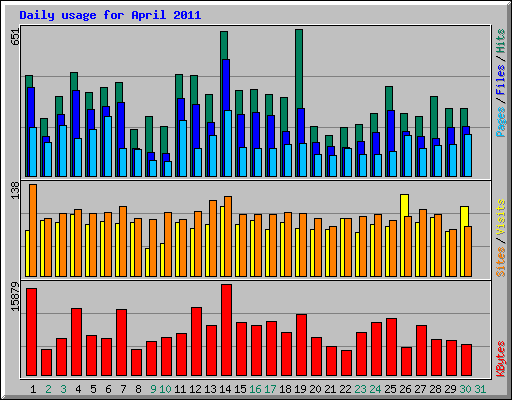 Daily usage for April 2011
651
Pages / Files / Hits
138
Sites / Visits
15879
KBytes
1 2 3 4 5 6 7 8 9 10 11 12 13 14 15 16 17 18 19 20 21 22 23 24 25 26 27 28 29 30 31